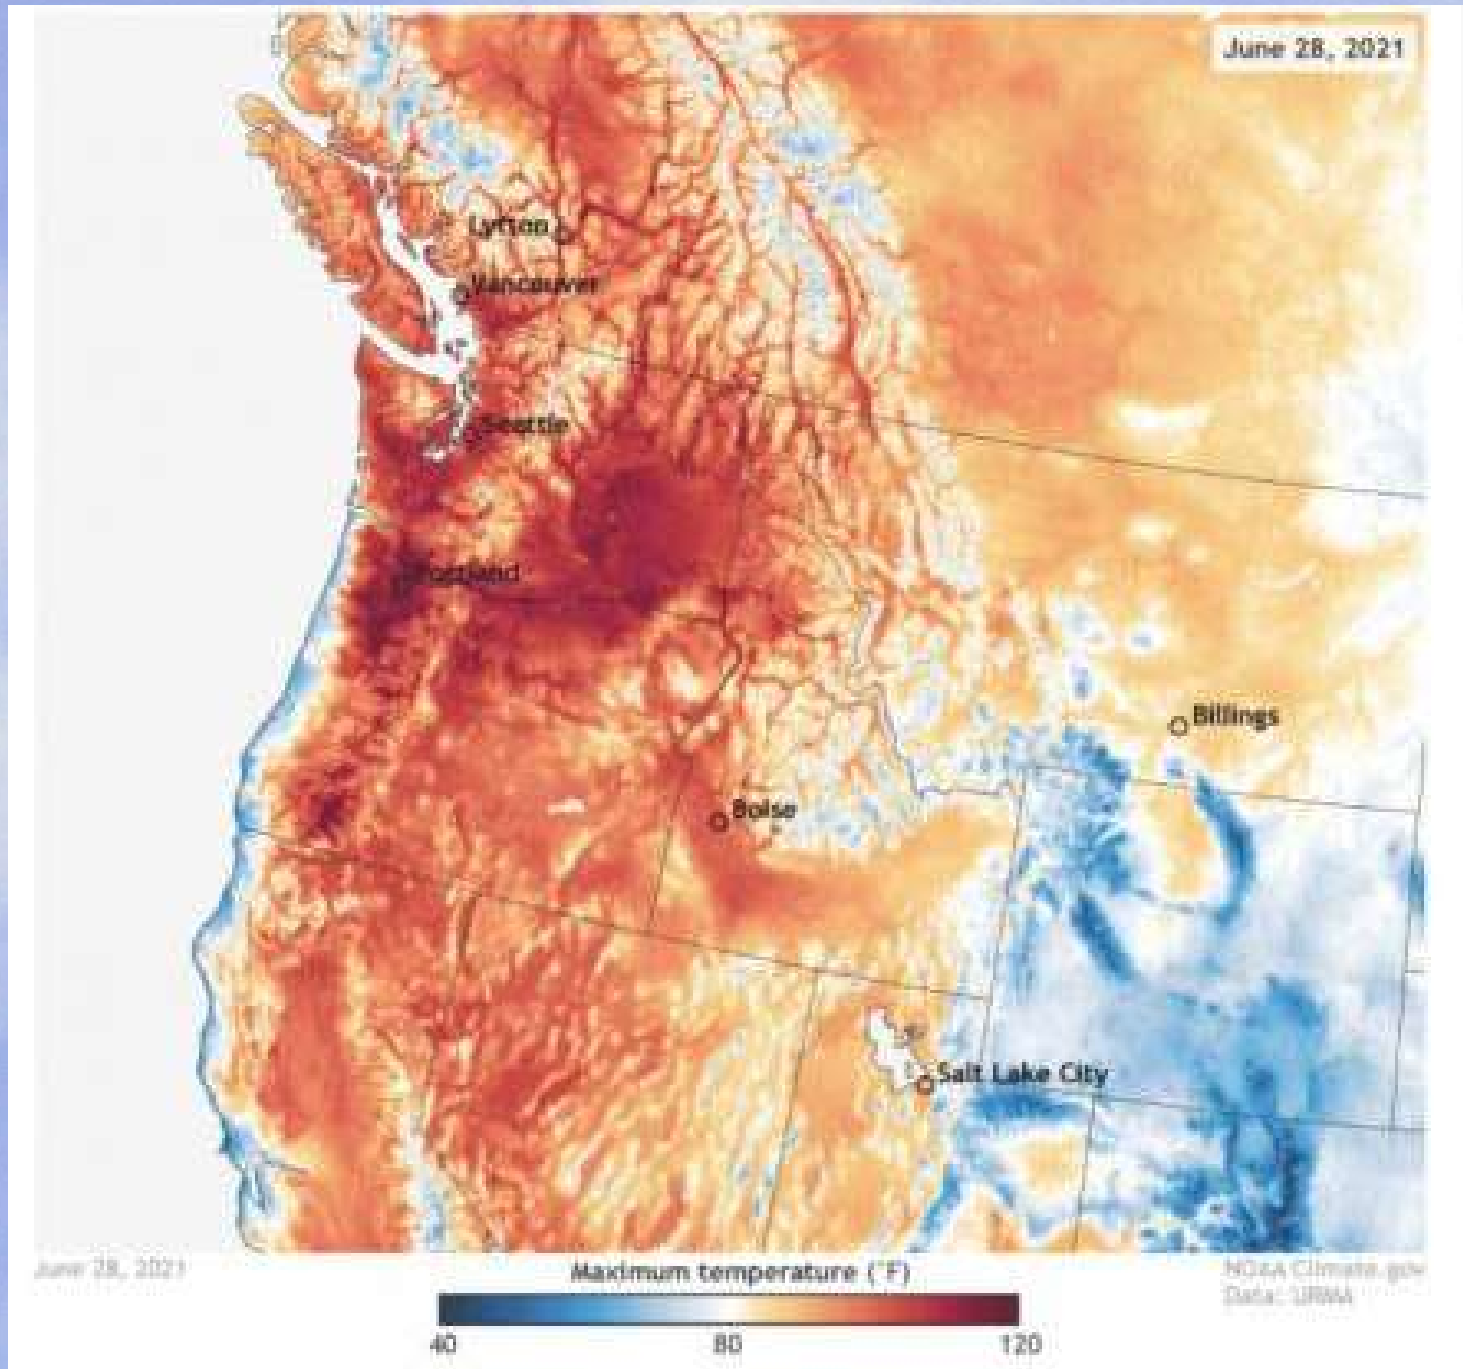 June 28, 2021
Lytton
Vancouver
Seattle
Portland
Billings
Boise
Salt Lake City
June 28, 2021
Maximum temperature (°F)
NOAA Climate.gov
Data: URMA
40 80 120